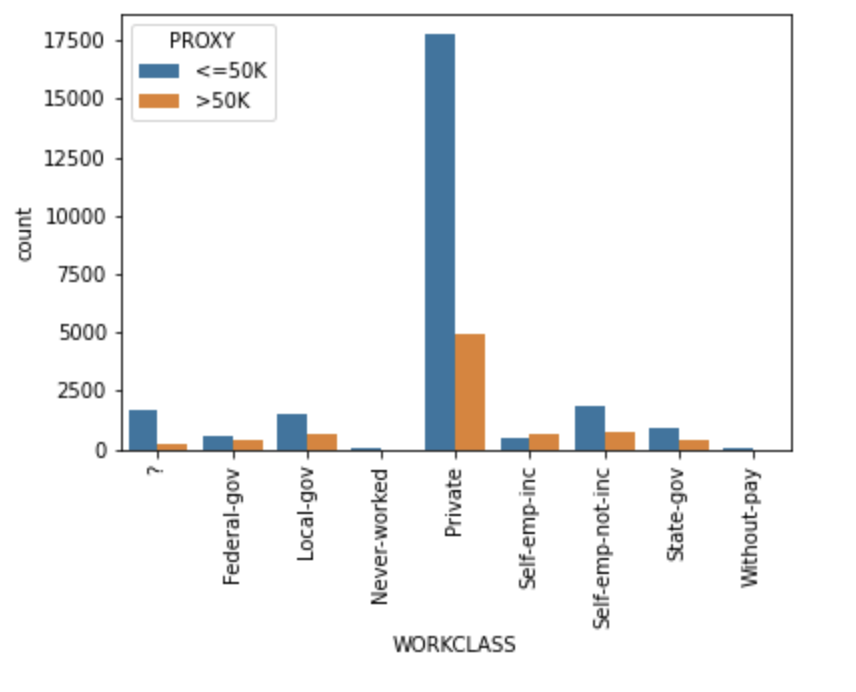 PROXY
<=50K
>50K
17500
15000
12500
10000
7500
5000
2500
0
count
?
Federal-gov
Local-gov
Never-worked
Private
Self-emp-inc
Self-emp-not-inc
State-gov
Without-pay
WORKCLASS